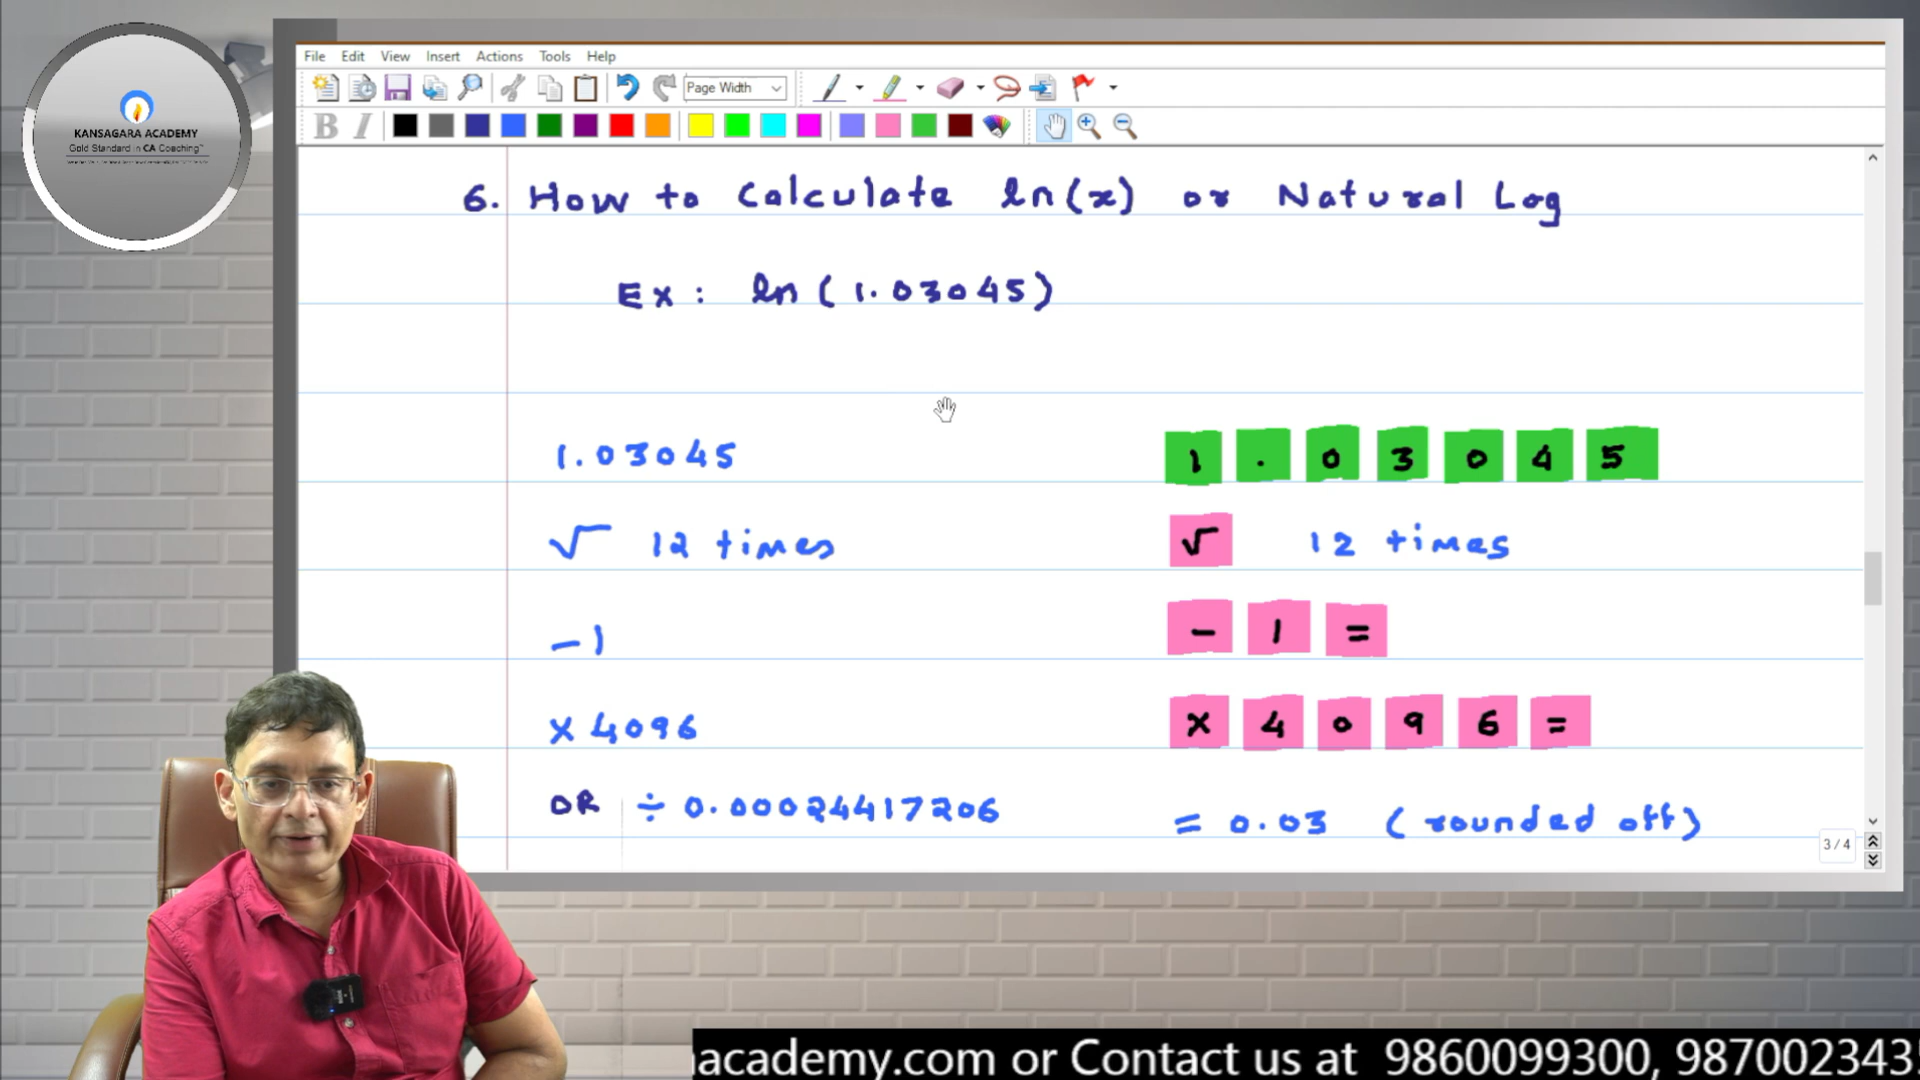 KANSAGARA ACADEMY
Gold Standard in CA Coaching™
File Edit View Insert Actions Tools Help
Page Width
B I
6. How to Calculate ln(x) or Natural Log
Ex: ln(1.03045)
1.03045
1 . 0 3 0 4 5
√ 12 times
√ 12 times
-1
- 1 =
x 4096
x 4 0 9 6 =
OR ÷ 0.00024417206
= 0.03 (rounded off)
3 / 4
academy.com or Contact us at 9860099300, 987002343